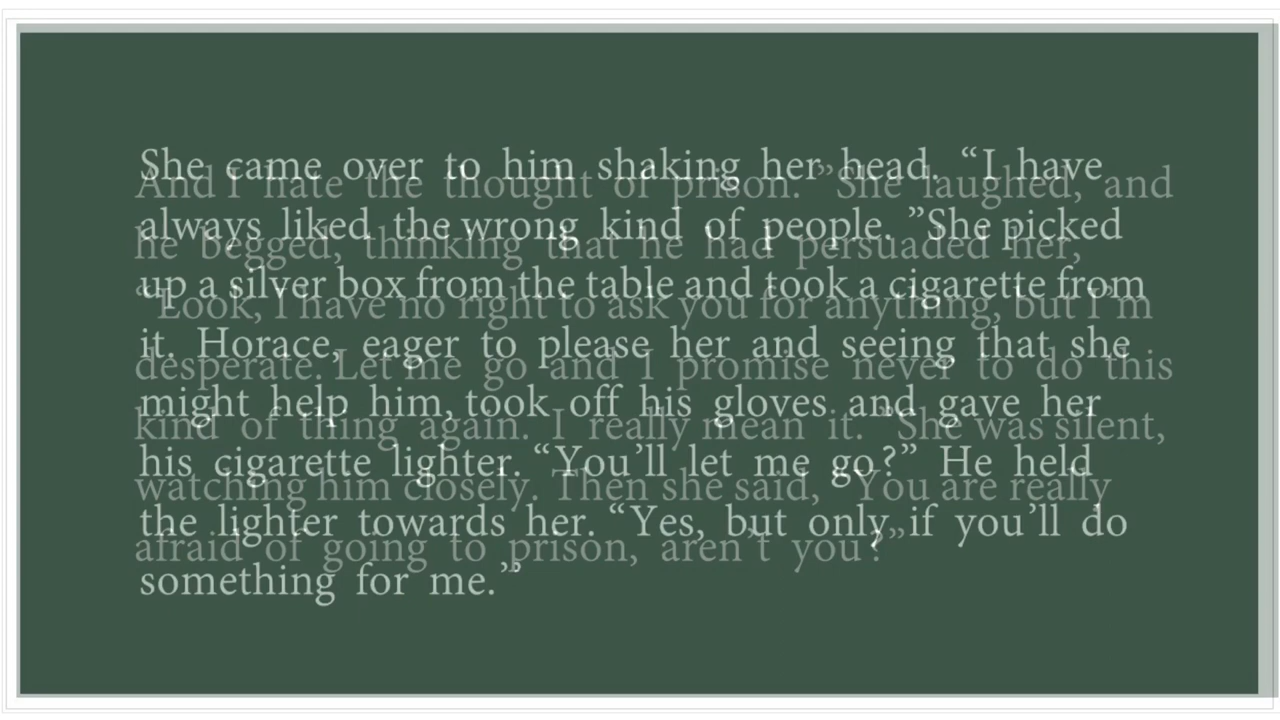 She came over to him shaking her head. “I have
always liked the wrong kind of people. ”She picked
up a silver box from the table and took a cigarette from
it. Horace, eager to please her and seeing that she
might help him, took off his gloves and gave her
his cigarette lighter. “You’ll let me go?” He held
the lighter towards her. “Yes, but only if you’ll do
something for me.”
And I hate the thought of prison. ”She laughed, and
he begged, thinking that he had persuaded her,
“Look, I have no right to ask you for anything, but I’m
desperate. Let me go and I promise never to do this
kind of thing again. I really mean it. ”She was silent,
watching him closely. Then she said, “You are really
afraid of going to prison, aren’t you?”